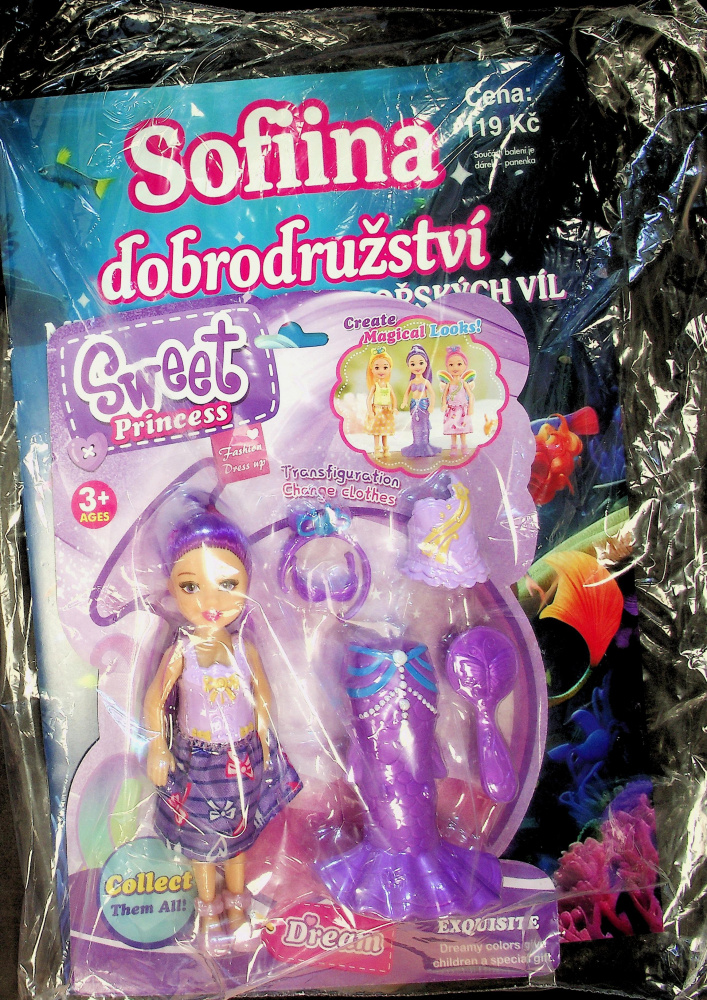 Cena:
119 Kč
Součástí balení je
dárek – panenka
Sofiina
dobrodružství
VÍL
Sweet
Princess
Create
Magical Looks!
Fashion
Dress up
Transfiguration
Change clothes
3+
AGES
Collect
Them All!
Dream
EXQUISITE
Dreamy colors give
children a special gift.